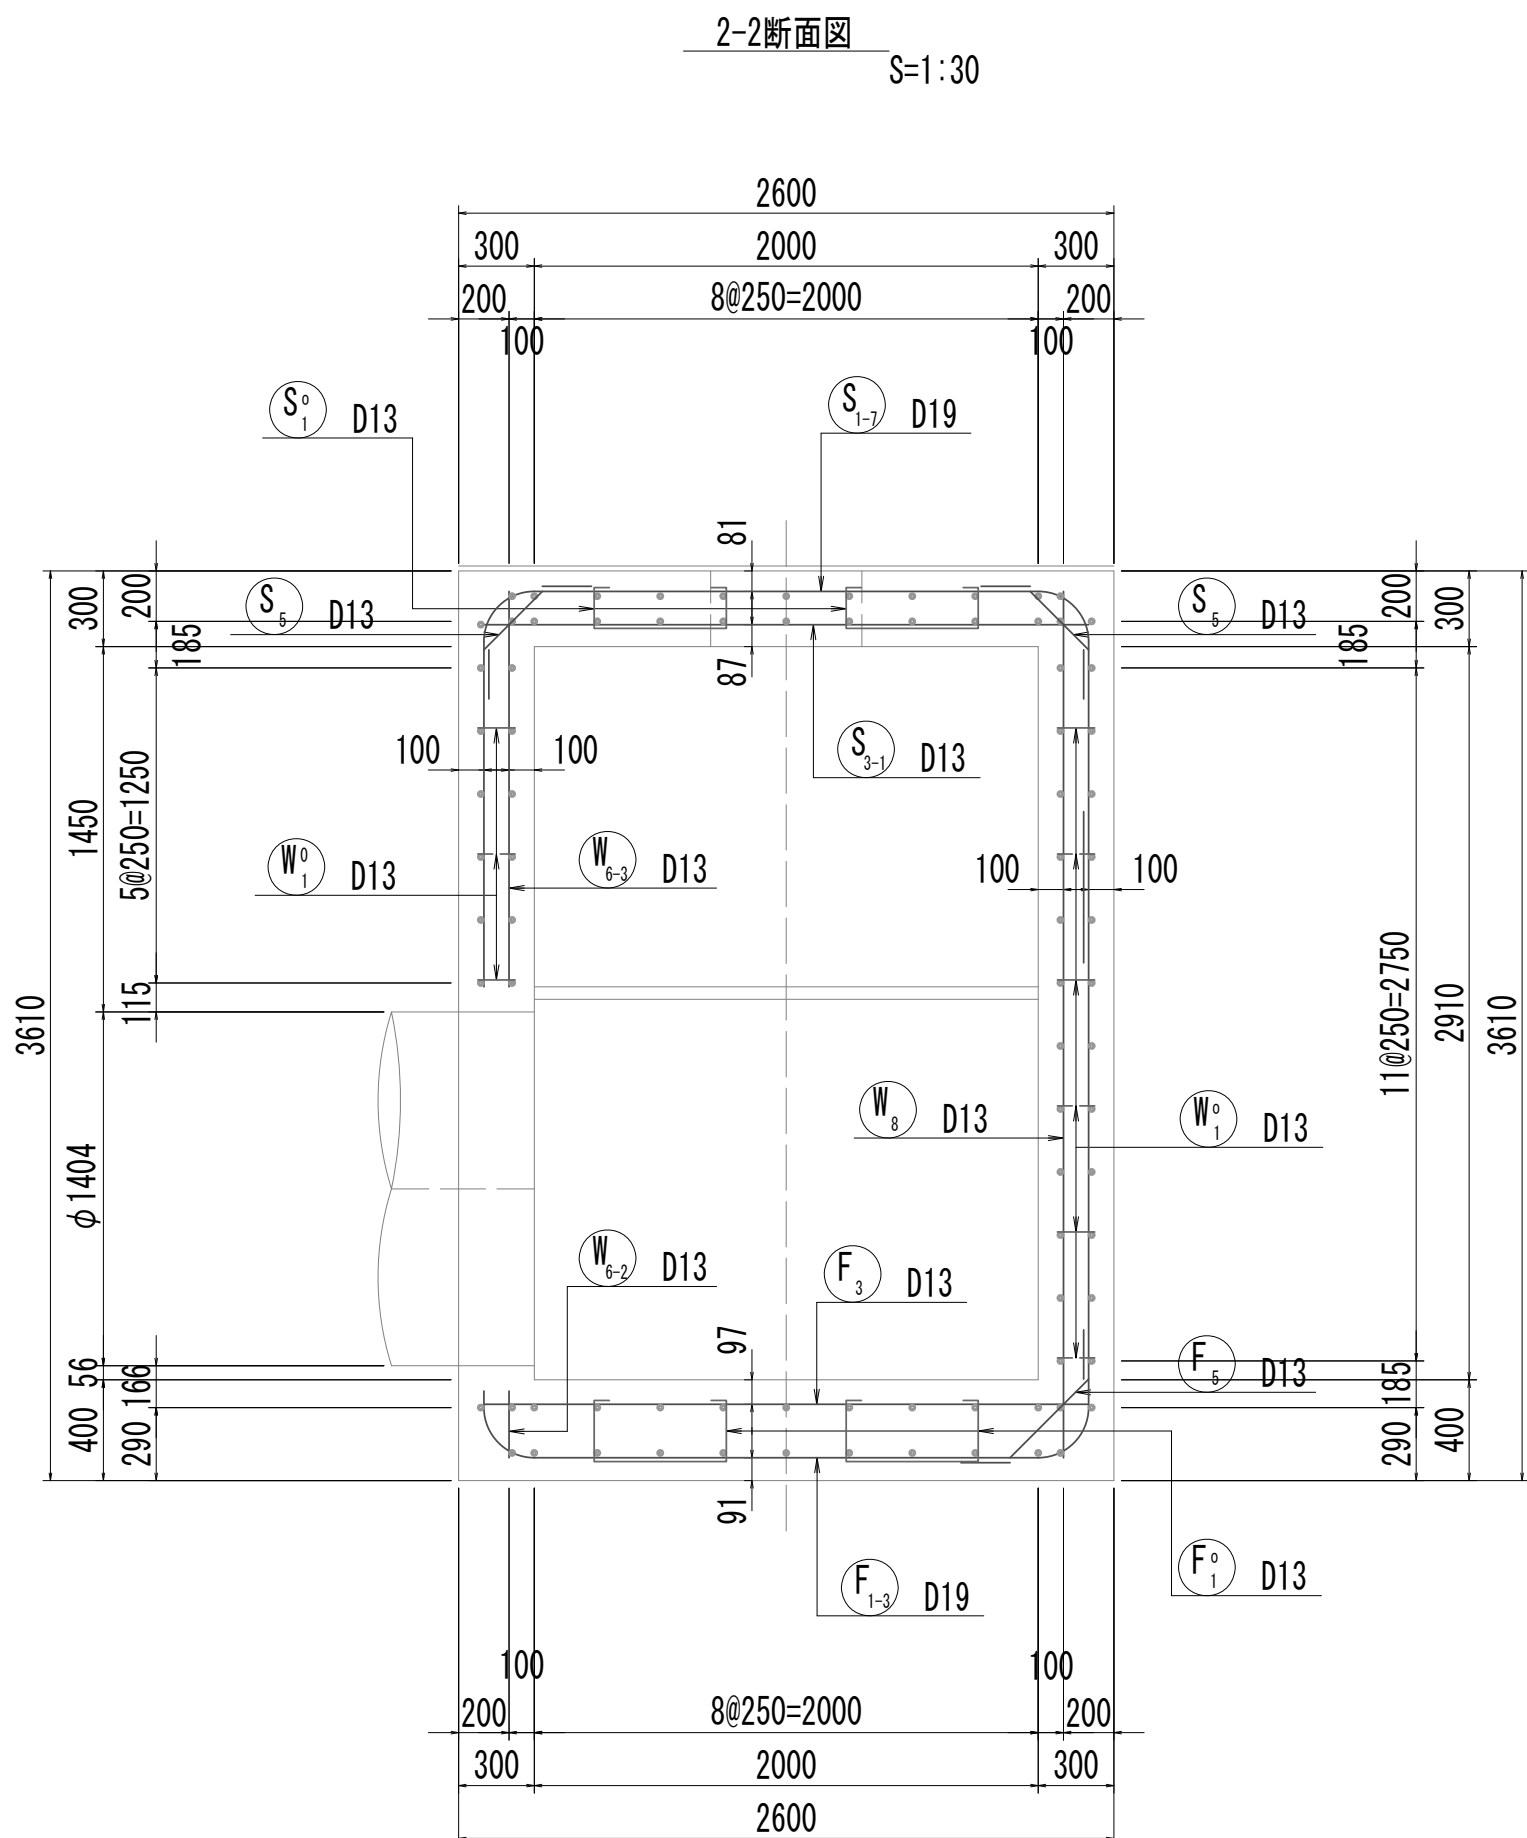 2-2断面図
S=1:30
2600
300 2000 300
200 8@250=2000 200
100 100
S1° D13
S1-7 D19
81
S5 D13
S5 D13
300 200 185
200 300 185
87
100 100
S3-1 D13
1450
5@250=1250
W1° D13
W6-3 D13
100 100
115
3610
11@250=2750
2910
3610
W8 D13
W1° D13
φ1404
W6-2 D13
F3 D13
97
56 166
F5 D13
185
400 290
290 400
91
F1-3 D19
F1° D13
100 100
200 8@250=2000 200
300 2000 300
2600